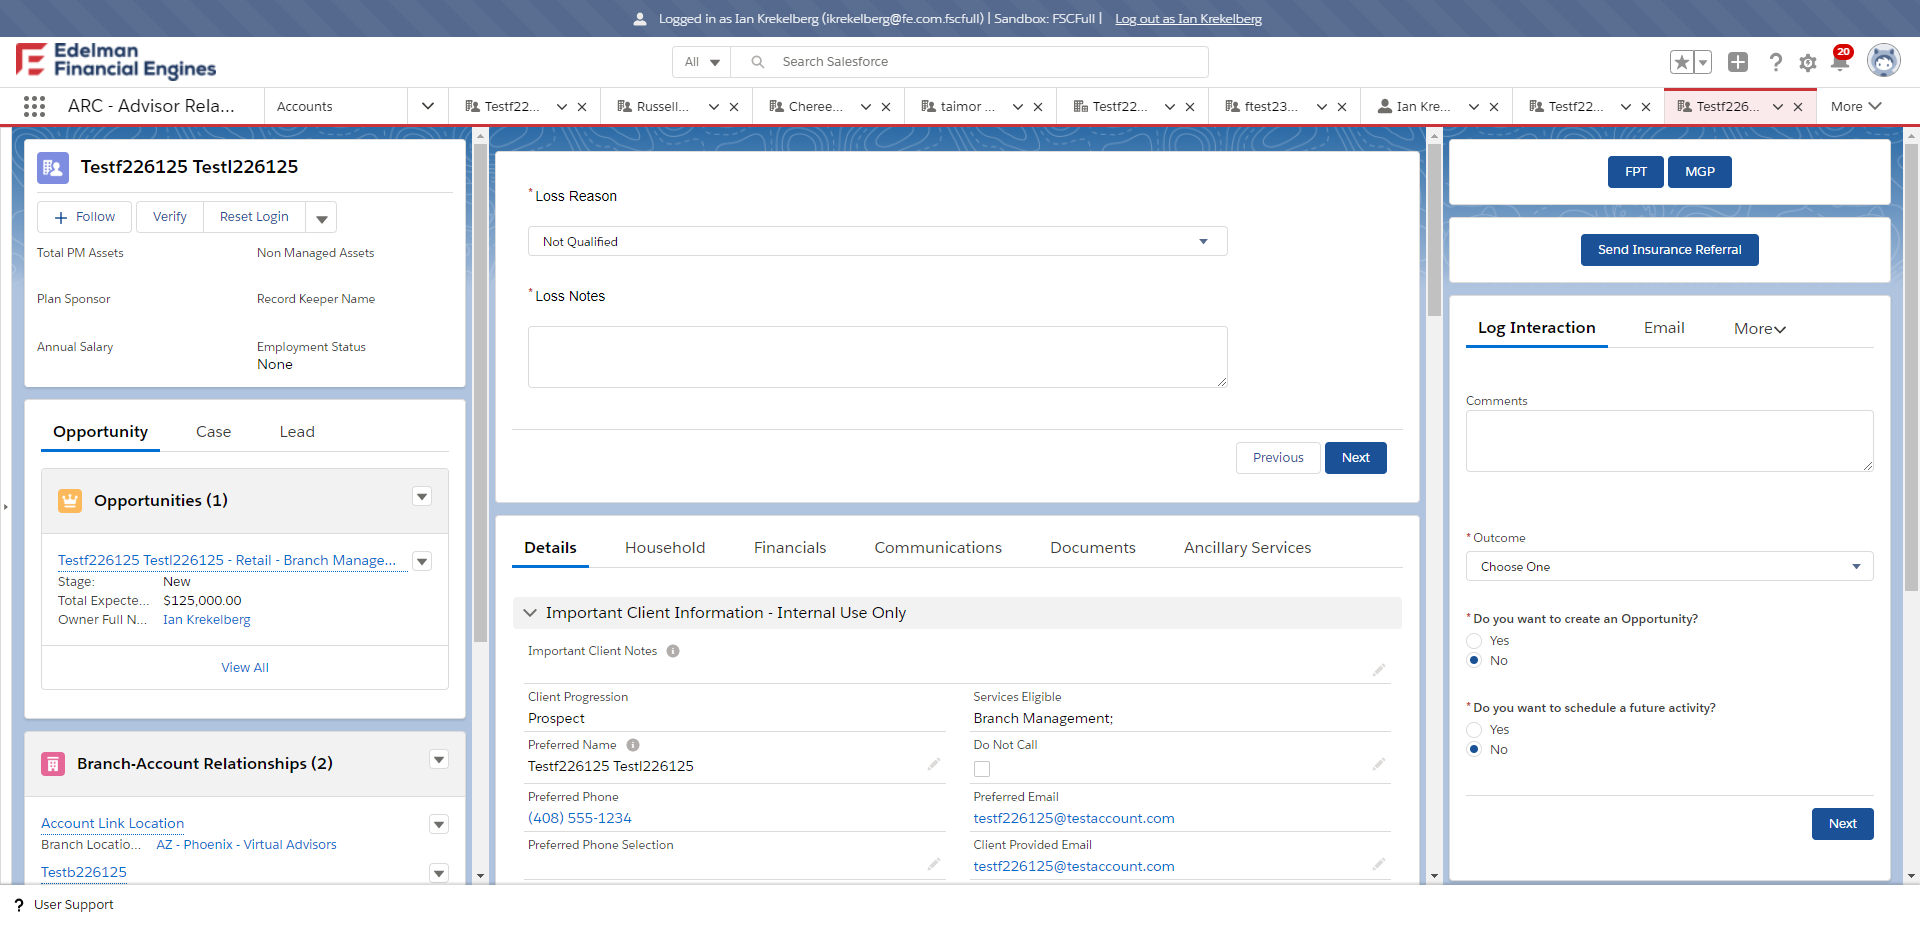 Logged in as Ian Krekelberg (ikrekelberg@fe.com.fscfull) | Sandbox: FSCFull | Log out as Ian Krekelberg
Edelman
Financial Engines
All
Search Salesforce
20
ARC - Advisor Rela...
Accounts
Testf22...
Russell...
Cheree...
taimor ...
Testf22...
ftest23...
Ian Kre...
Testf22...
Testf226...
More
Testf226125 Testl226125
Follow
Verify
Reset Login
Total PM Assets
Non Managed Assets
Plan Sponsor
Record Keeper Name
Annual Salary
Employment Status
None
Opportunity
Case
Lead
Opportunities (1)
Testf226125 Testl226125 - Retail - Branch Manage...
Stage: New
Total Expecte... $125,000.00
Owner Full N... Ian Krekelberg
View All
Branch-Account Relationships (2)
Account Link Location
Branch Locatio... AZ - Phoenix - Virtual Advisors
Testb226125
* Loss Reason
Not Qualified
* Loss Notes
Previous
Next
Details
Household
Financials
Communications
Documents
Ancillary Services
Important Client Information - Internal Use Only
Important Client Notes
Client Progression
Prospect
Services Eligible
Branch Management;
Preferred Name
Testf226125 Testl226125
Do Not Call
Preferred Phone
(408) 555-1234
Preferred Email
testf226125@testaccount.com
Preferred Phone Selection
Client Provided Email
testf226125@testaccount.com
FPT
MGP
Send Insurance Referral
Log Interaction
Email
More
Comments
* Outcome
Choose One
* Do you want to create an Opportunity?
Yes
No
* Do you want to schedule a future activity?
Yes
No
Next
? User Support